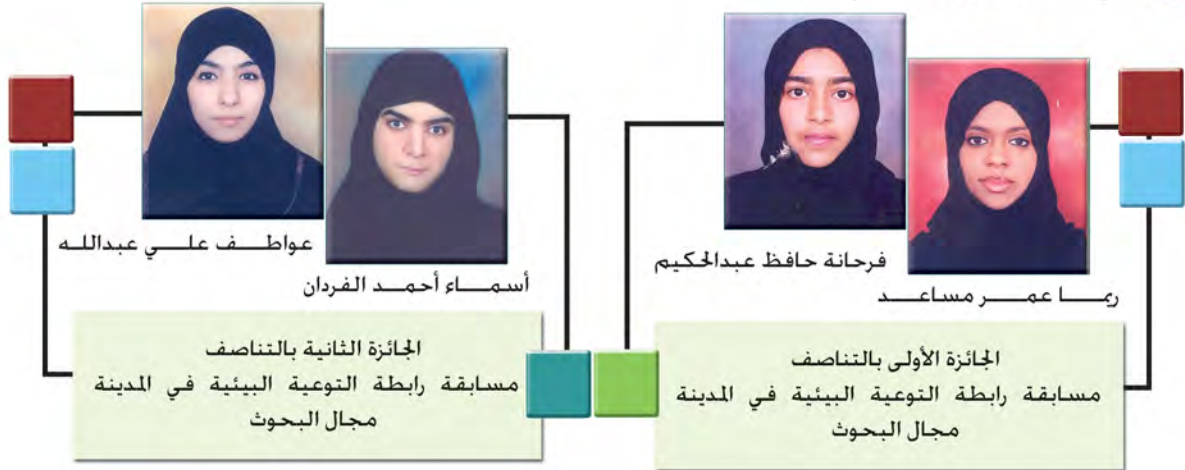 فرحانة حافظ عبدالحكيم
ريما عمر مساعد
الجائزة الأولى بالتناصف
مسابقة رابطة التوعية البيئية في المدينة
مجال البحوث
عواطف علي عبدالله
أسماء أحمد الفردان
الجائزة الثانية بالتناصف
مسابقة رابطة التوعية البيئية في المدينة
مجال البحوث